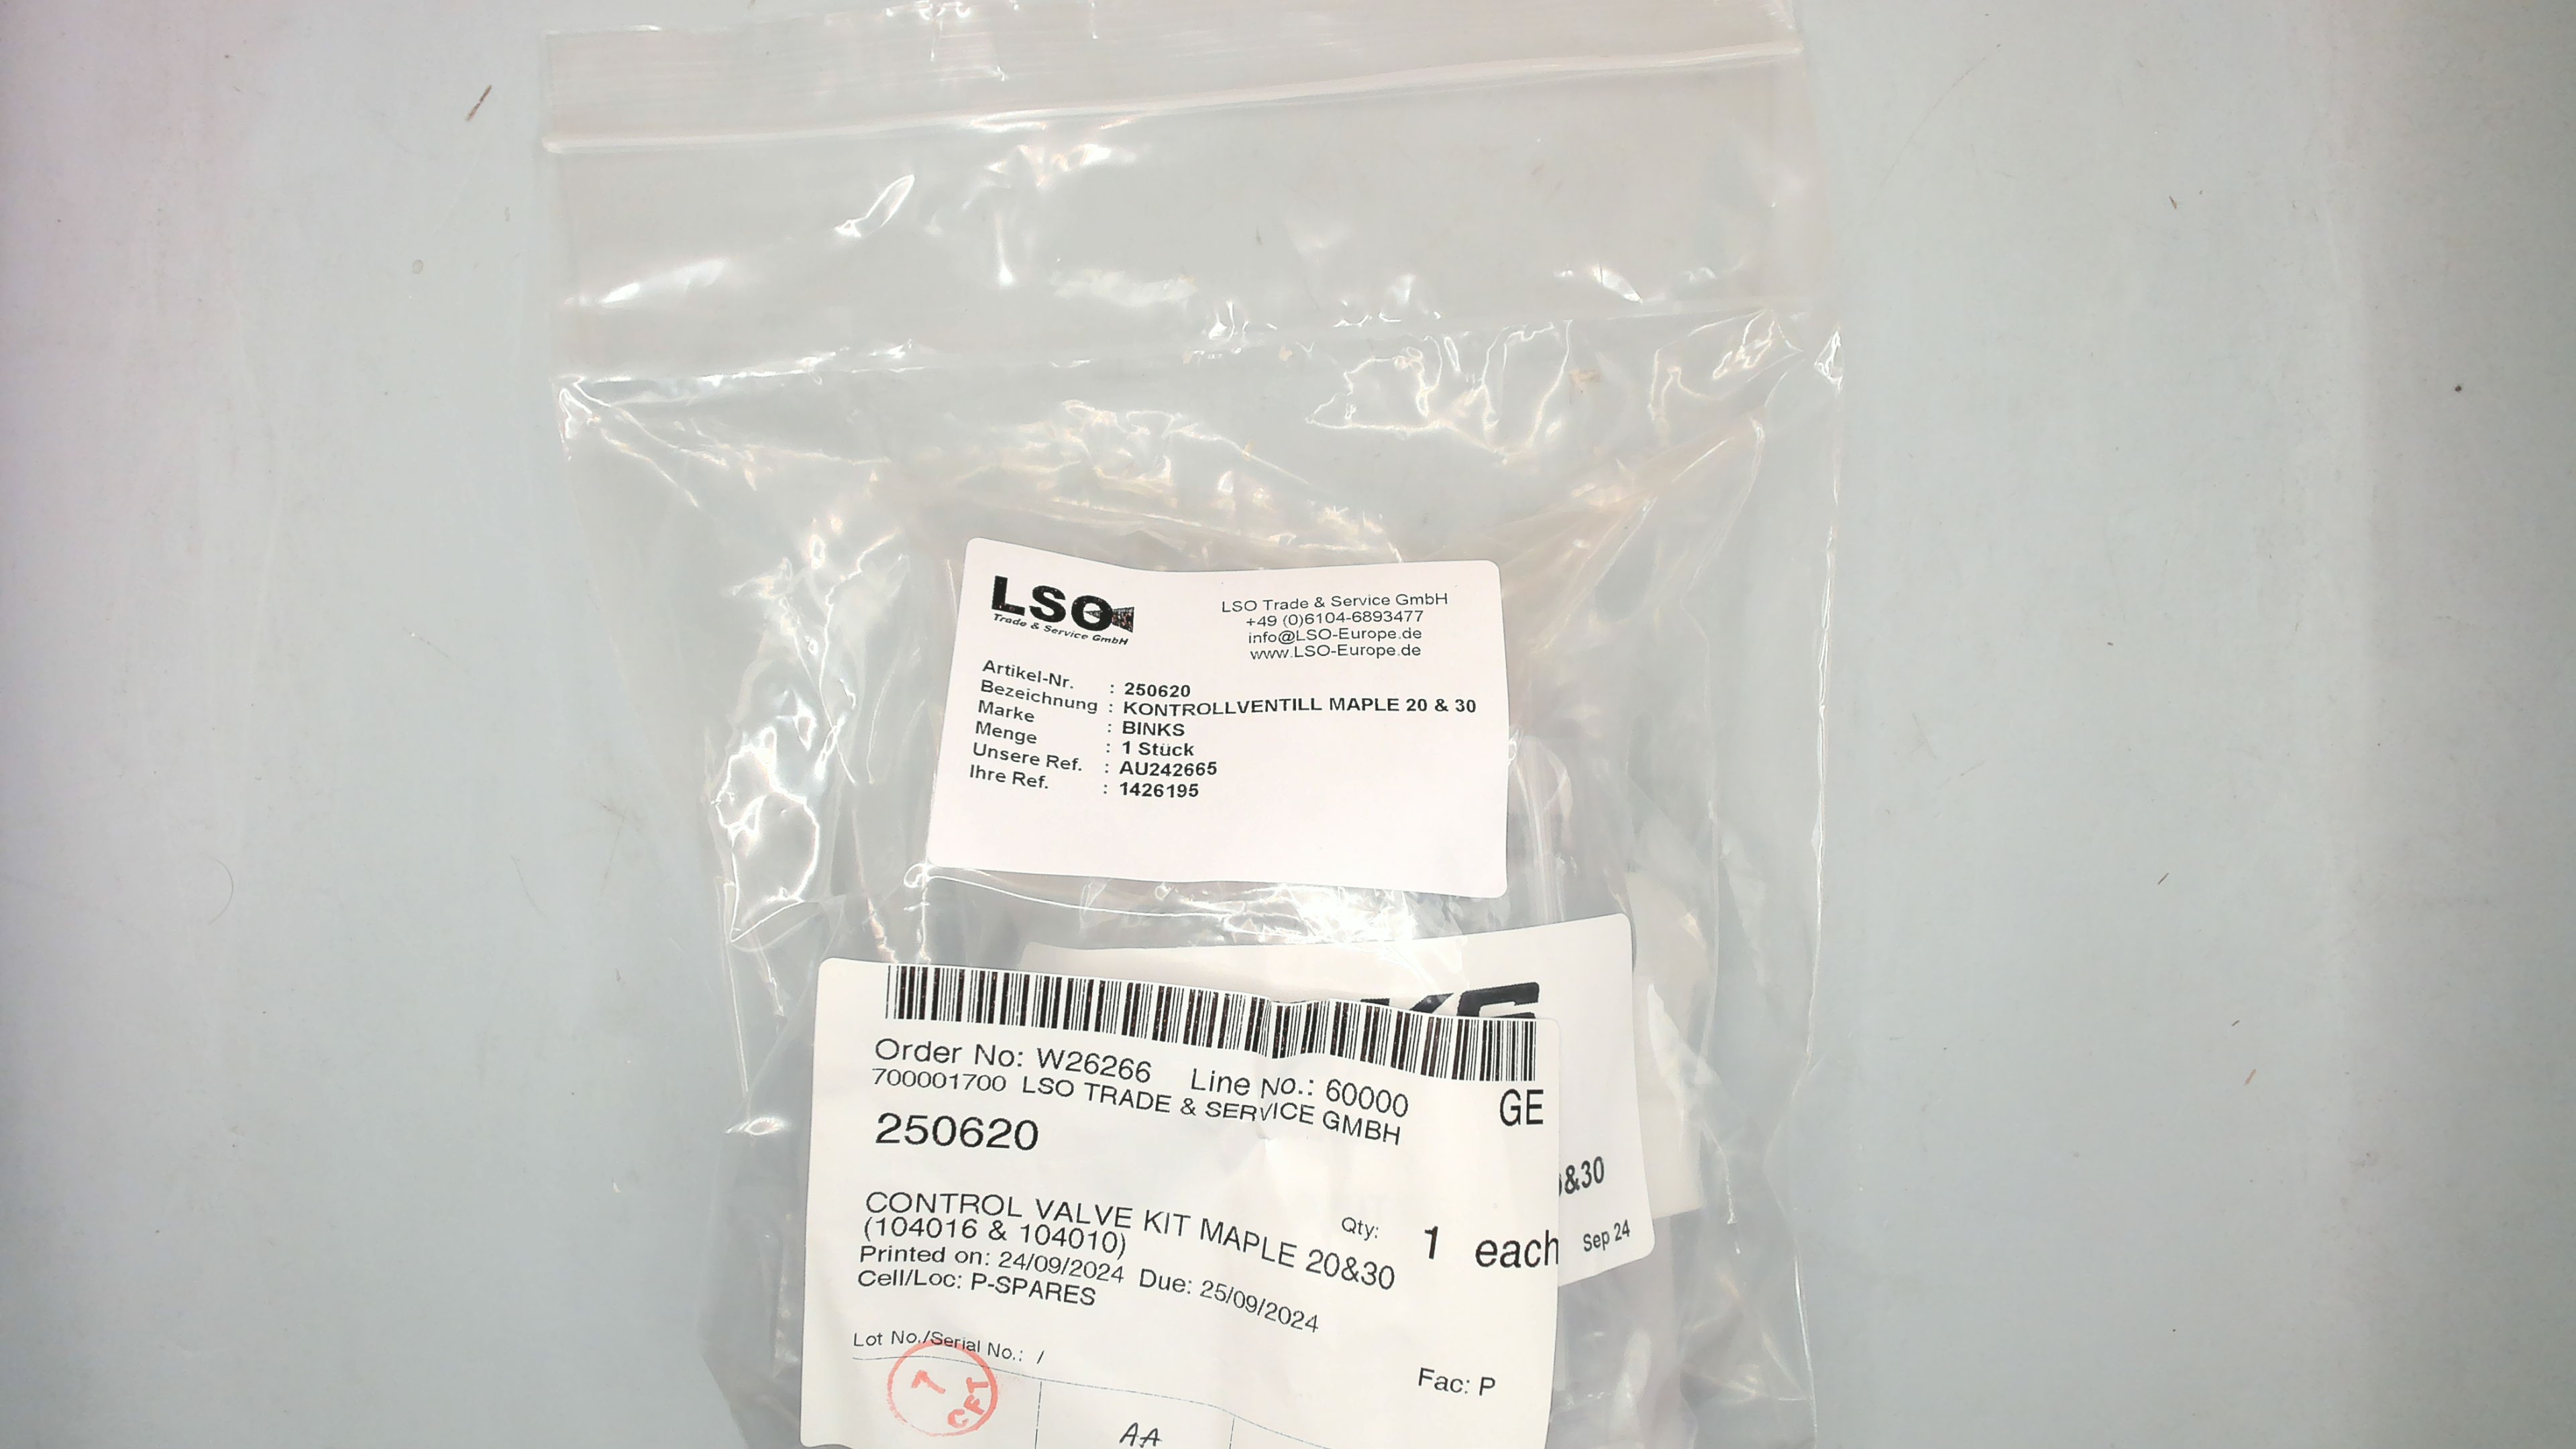 LSO
Trade & Service GmbH
LSO Trade & Service GmbH
+49 (0)6104-6893477
info@LSO-Europe.de
www.LSO-Europe.de
Artikel-Nr. : 250620
Bezeichnung : KONTROLLVENTILL MAPLE 20 & 30
Marke : BINKS
Menge : 1 Stück
Unsere Ref. : AU242665
Ihre Ref. : 1426195
Order No: W26266 Line No.: 60000
700001700 LSO TRADE & SERVICE GMBH
GE
250620
CONTROL VALVE KIT MAPLE 20&30
(104016 & 104010)
Qty: 1 each
Printed on: 24/09/2024 Due: 25/09/2024
Cell/Loc: P-SPARES
Lot No./Serial No.: /
Fac: P
7
CFT
AA
&30
Sep 24